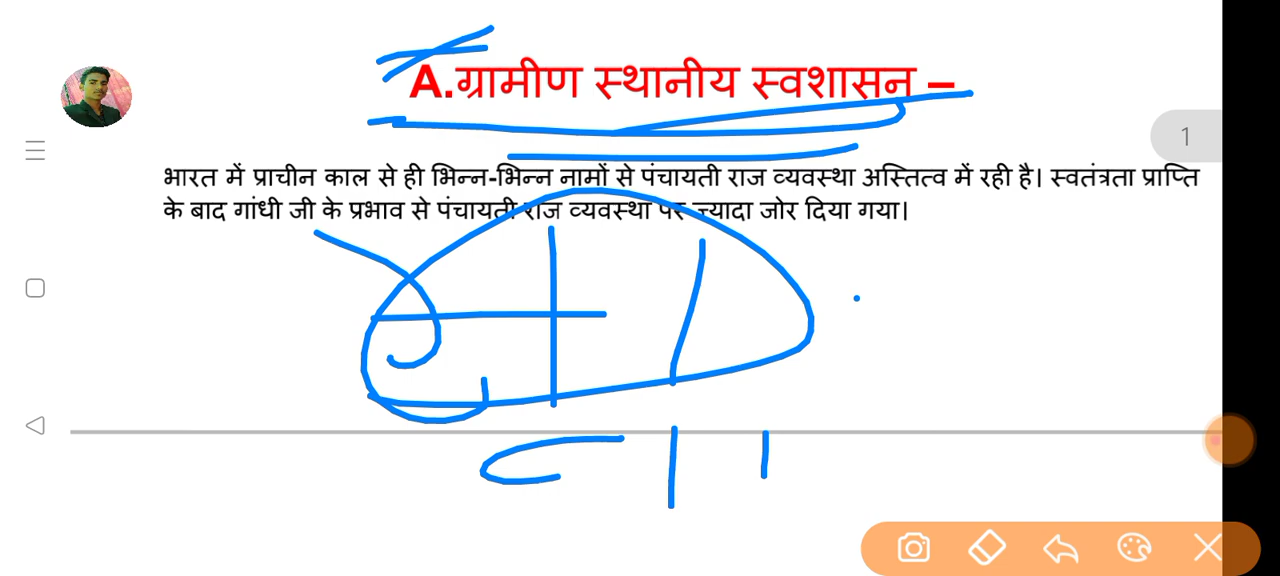 A.ग्रामीण स्थानीय स्वशासन –
1
भारत में प्राचीन काल से ही भिन्न-भिन्न नामों से पंचायती राज व्यवस्था अस्तित्व में रही है। स्वतंत्रता प्राप्ति
के बाद गांधी जी के प्रभाव से पंचायती राज व्यवस्था पर ज्यादा जोर दिया गया।